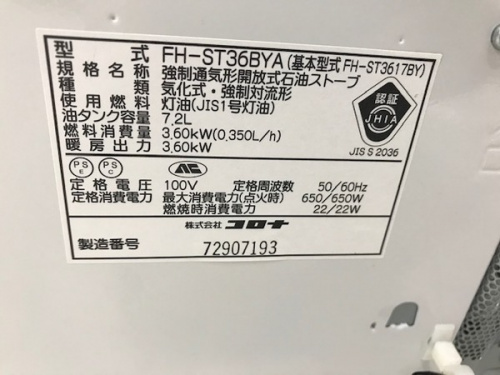 型式 FH-ST36BYA(基本型式 FH-ST3617BY)
規格名称 強制通気形開放式石油ストーブ
気化式・強制対流形
使用燃料 灯油(JIS1号灯油)
油タンク容量 7.2L
燃料消費量 3.60kW(0.350L/h)
暖房出力 3.60kW
認証
JHIA
JIS S 2036
PS E PS C
定格電圧 100V 定格周波数 50/60Hz
定格消費電力 最大消費電力(点火時) 650/650W
燃焼時消費電力 22/22W
株式会社 コロナ
製造番号 72907193